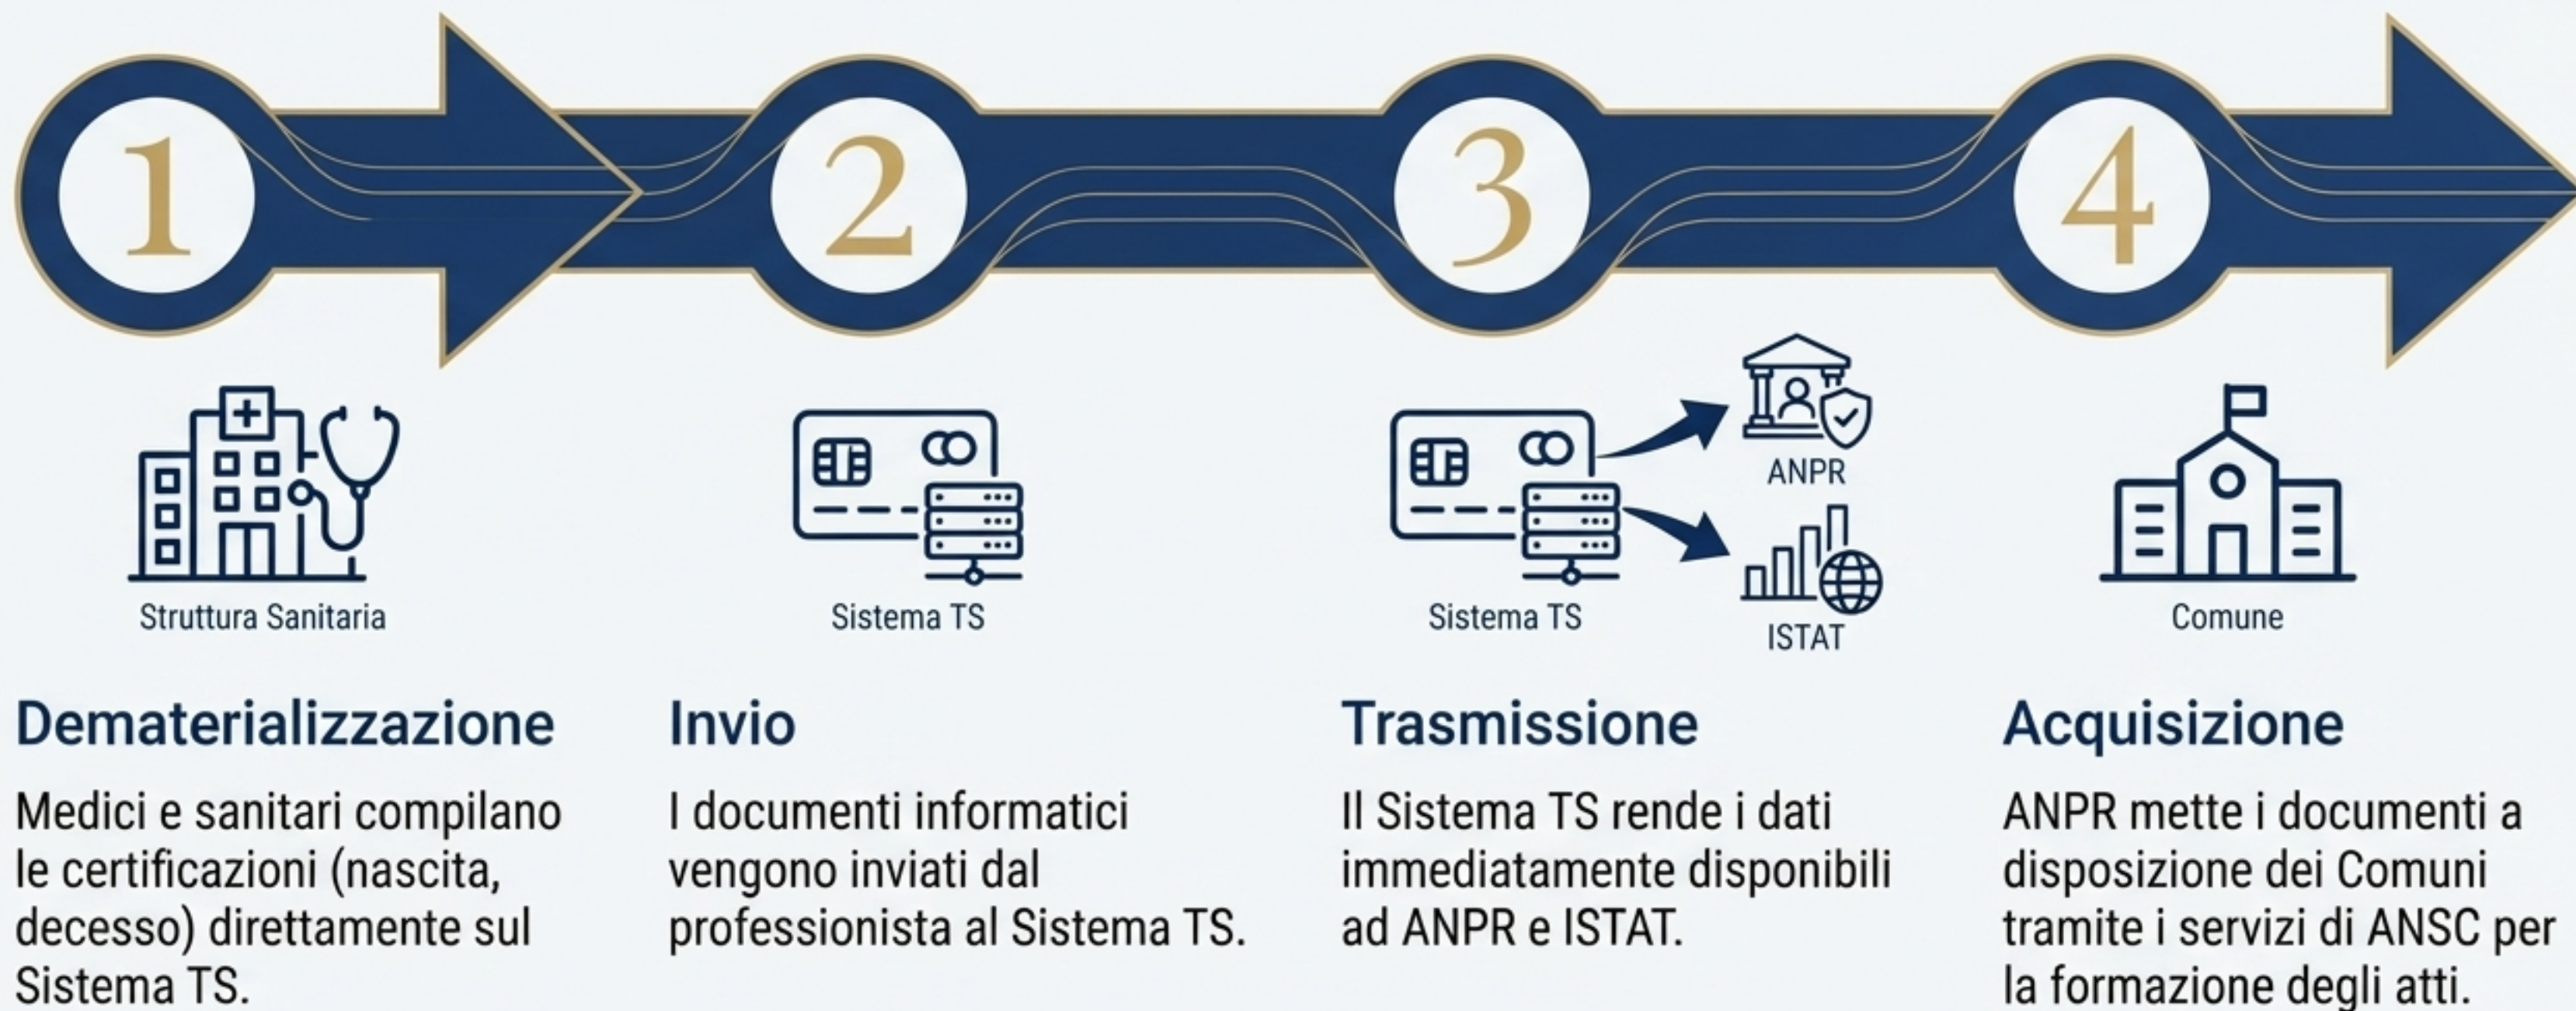 1
2
3
4
Struttura Sanitaria
Sistema TS
Sistema TS
ANPR
ISTAT
Comune
Dematerializzazione
Medici e sanitari compilano
le certificazioni (nascita,
decesso) direttamente sul
Sistema TS.
Invio
I documenti informatici
vengono inviati dal
professionista al Sistema TS.
Trasmissione
Il Sistema TS rende i dati
immediatamente disponibili
ad ANPR e ISTAT.
Acquisizione
ANPR mette i documenti a
disposizione dei Comuni
tramite i servizi di ANSC per
la formazione degli atti.